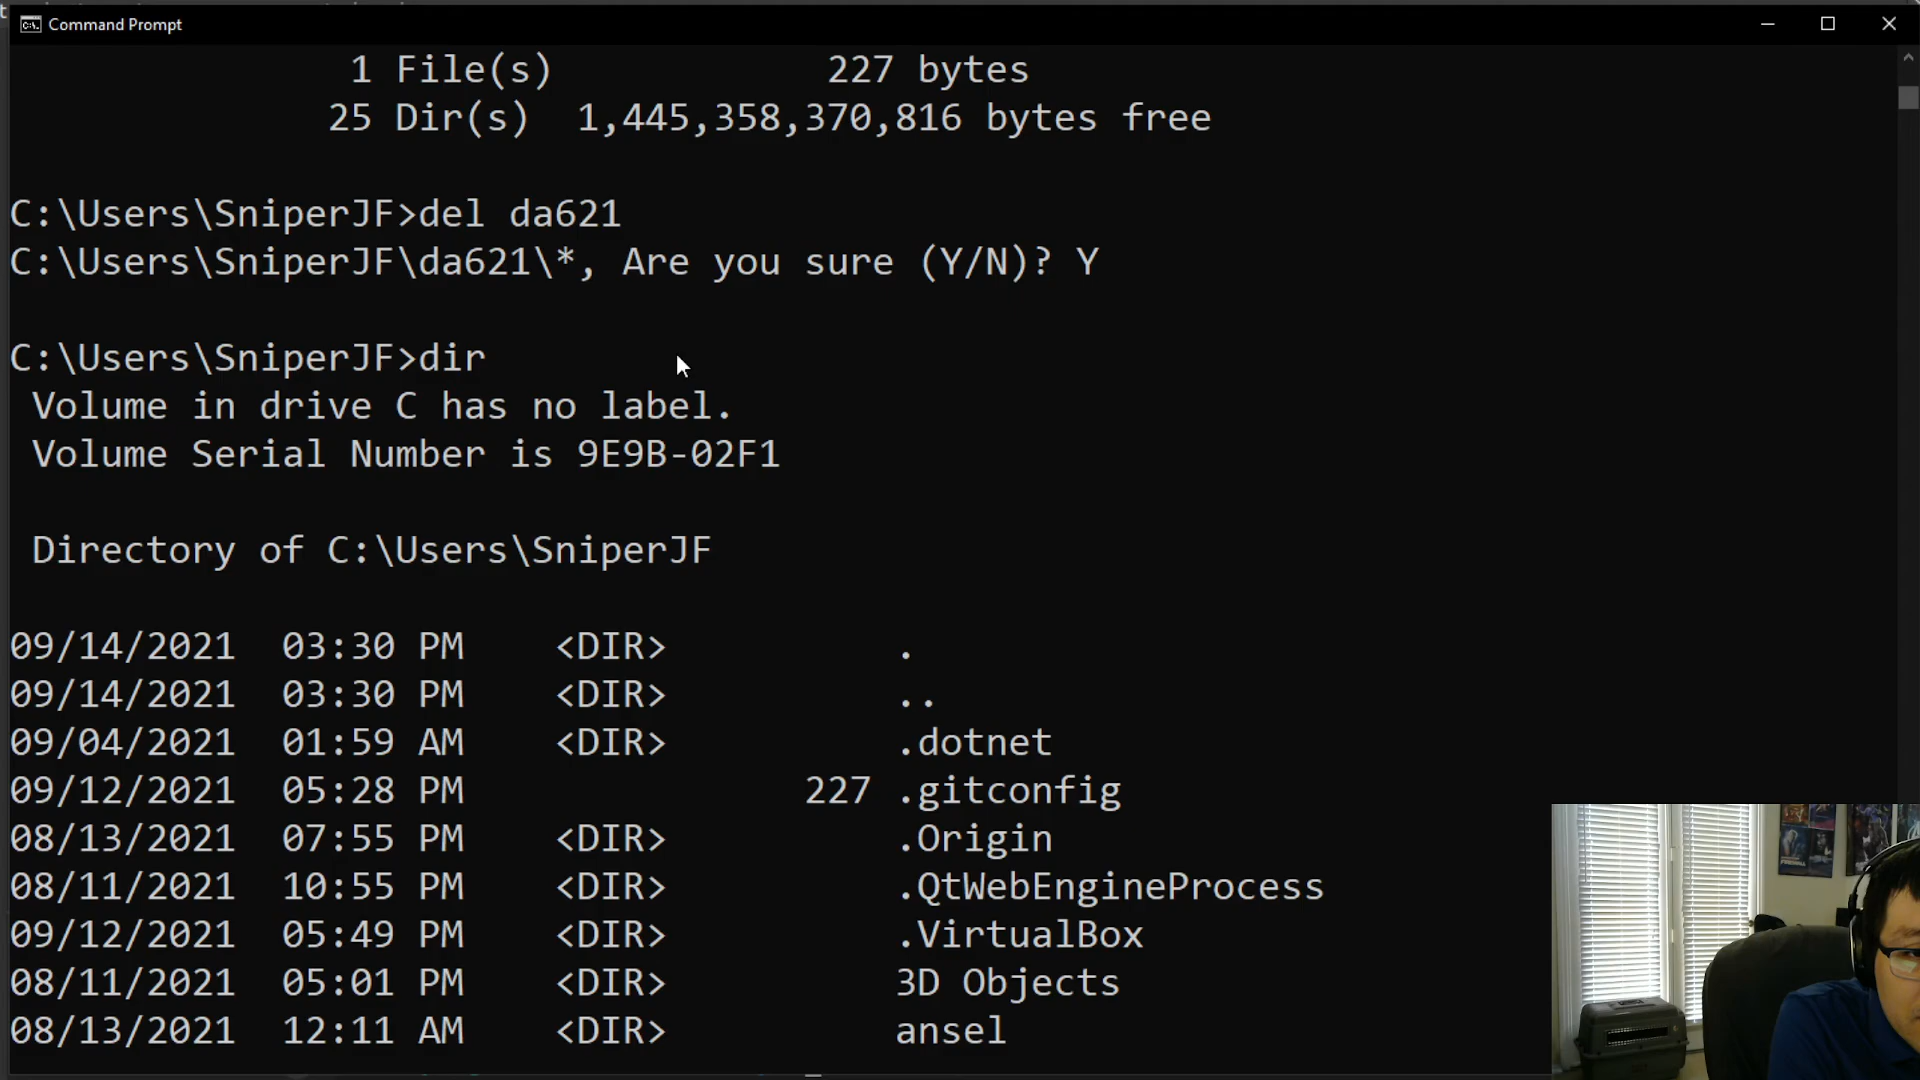 Command Prompt
1 File(s) 227 bytes
25 Dir(s) 1,445,358,370,816 bytes free
C:\Users\SniperJF>del da621
C:\Users\SniperJF\da621\*, Are you sure (Y/N)? Y
C:\Users\SniperJF>dir
Volume in drive C has no label.
Volume Serial Number is 9E9B-02F1
Directory of C:\Users\SniperJF
09/14/2021 03:30 PM <DIR> .
09/14/2021 03:30 PM <DIR> ..
09/04/2021 01:59 AM <DIR> .dotnet
09/12/2021 05:28 PM 227 .gitconfig
08/13/2021 07:55 PM <DIR> .Origin
08/11/2021 10:55 PM <DIR> .QtWebEngineProcess
09/12/2021 05:49 PM <DIR> .VirtualBox
08/11/2021 05:01 PM <DIR> 3D Objects
08/13/2021 12:11 AM <DIR> ansel